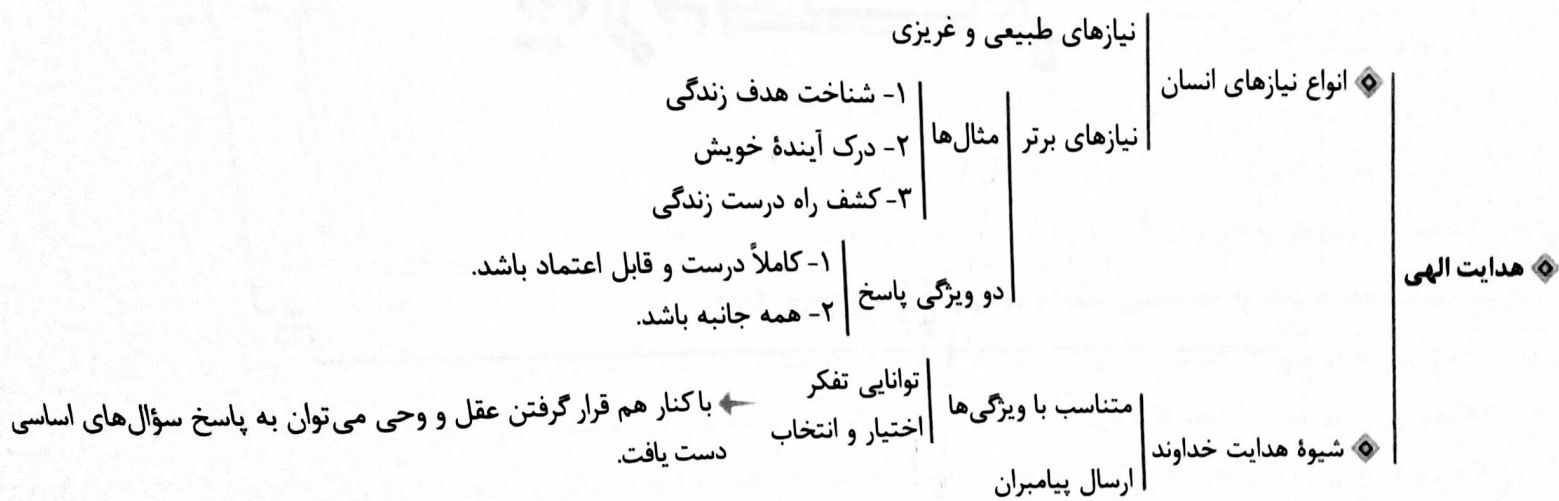 هدایت الهی
انواع نیازهای انسان
نیازهای طبیعی و غریزی
نیازهای برتر
مثال‌ها
۱- شناخت هدف زندگی
۲- درک آیندهٔ خویش
۳- کشف راه درست زندگی
دو ویژگی پاسخ
۱- کاملاً درست و قابل اعتماد باشد.
۲- همه جانبه باشد.
شیوهٔ هدایت خداوند
متناسب با ویژگی‌ها
توانایی تفکر
اختیار و انتخاب
با کنار هم قرار گرفتن عقل و وحی می‌توان به پاسخ سؤال‌های اساسی
دست یافت.
ارسال پیامبران